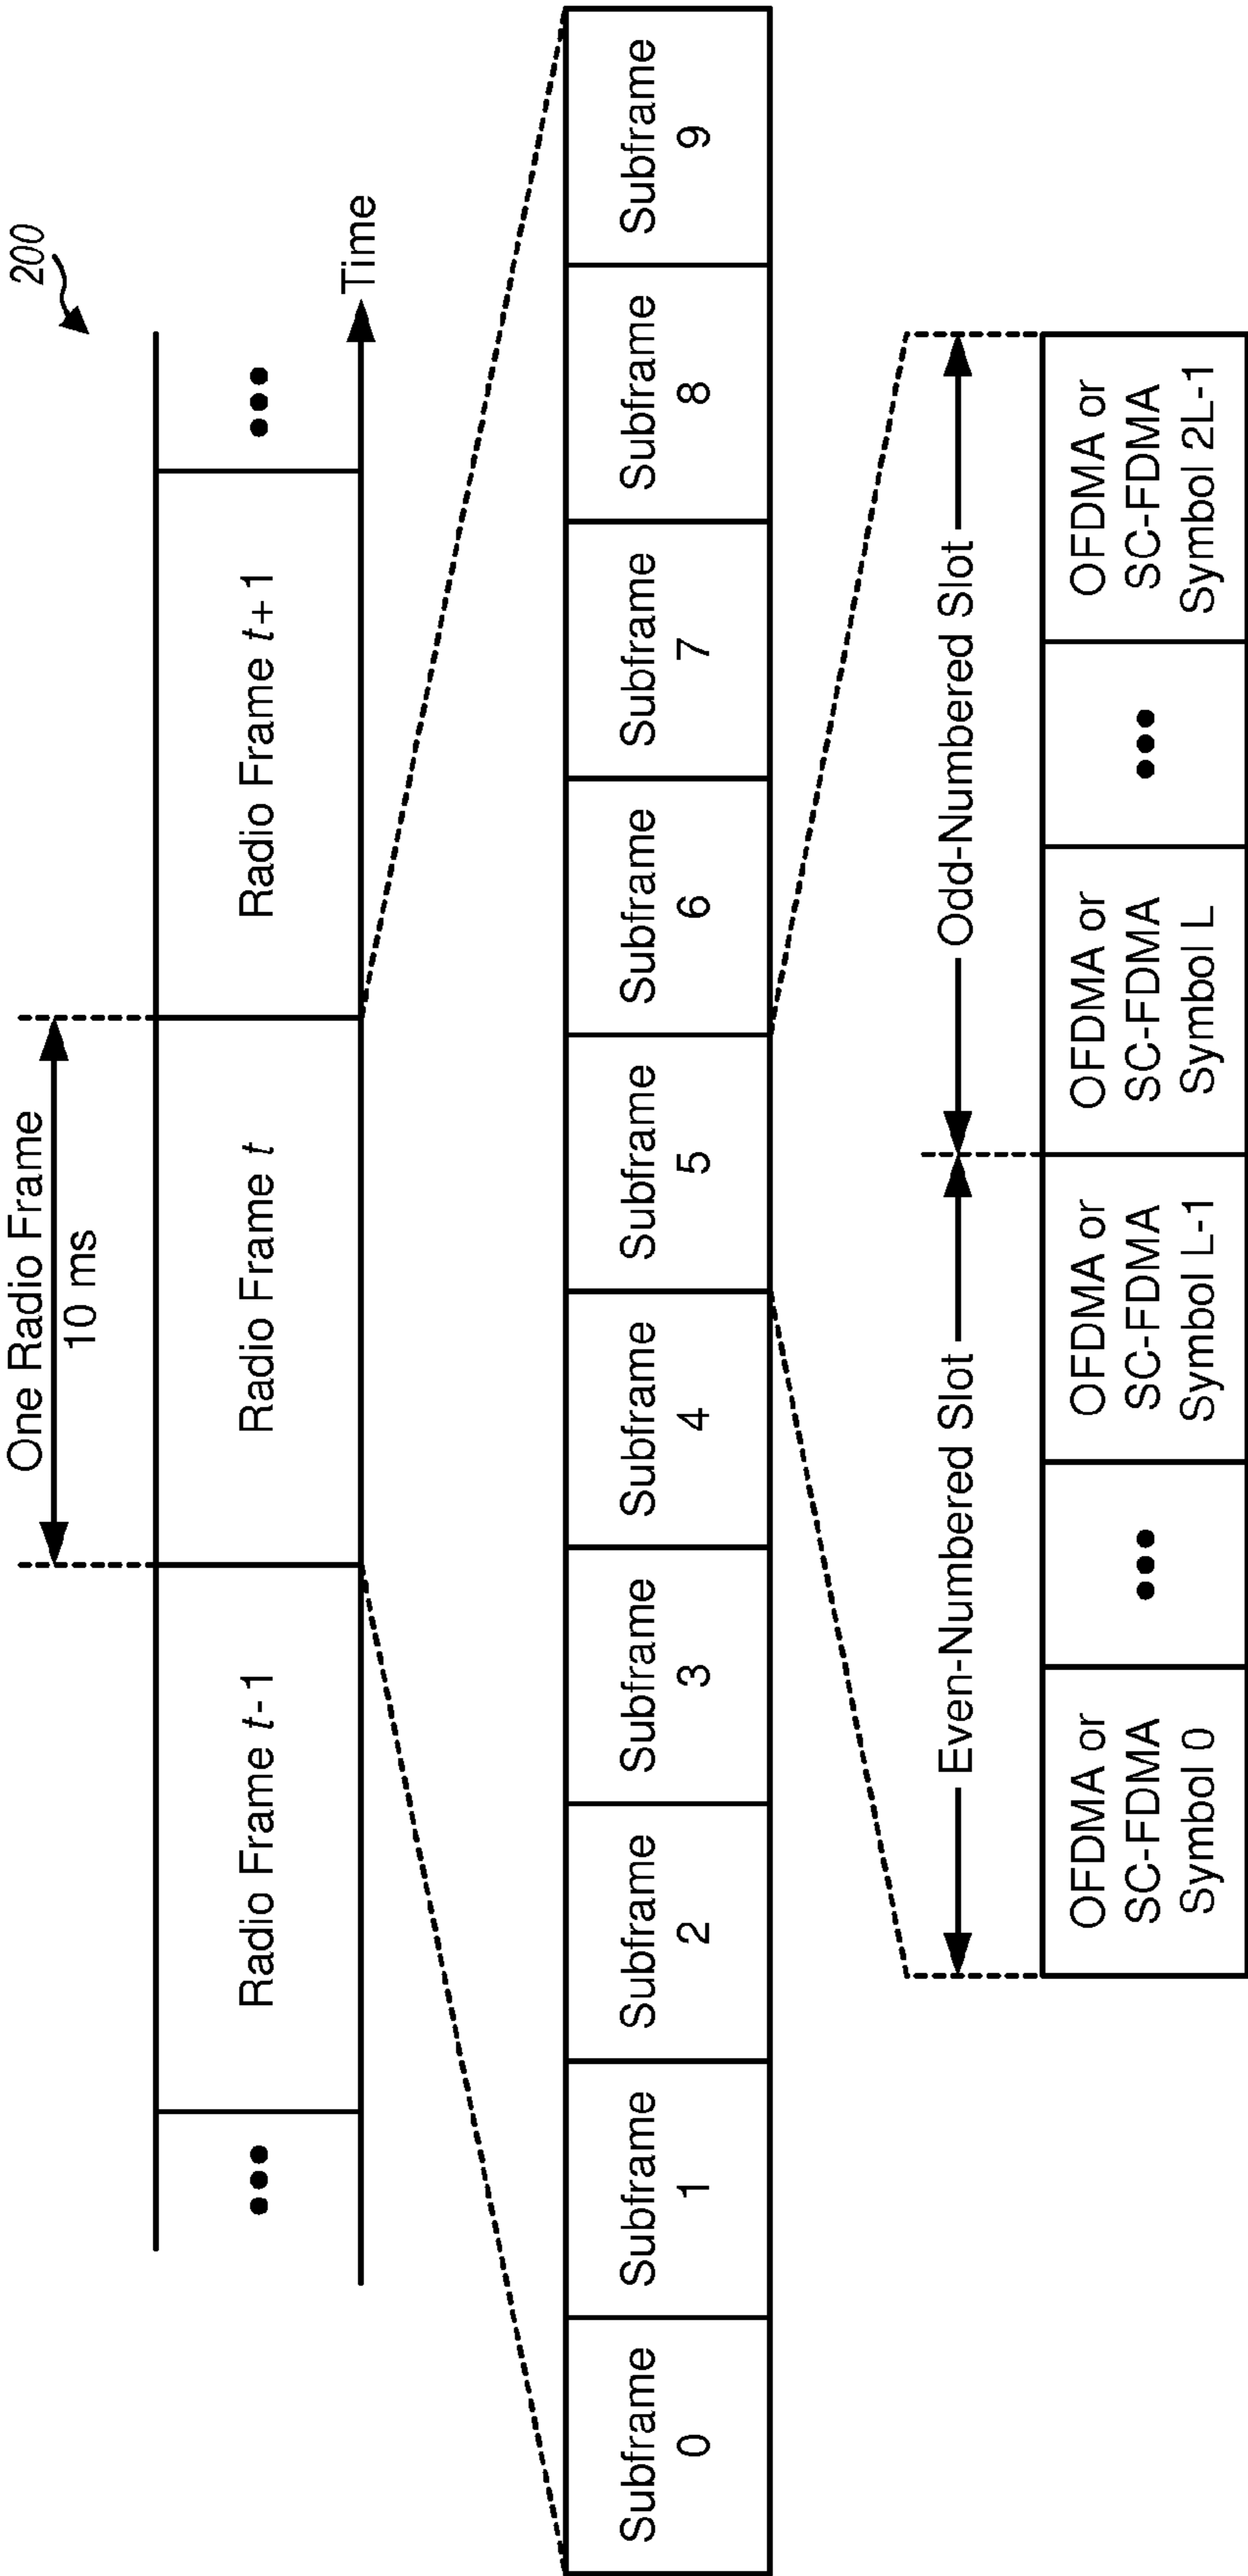 200
One Radio Frame
10 ms
••• Radio Frame t-1 Radio Frame t Radio Frame t+1 •••
Time
Subframe 0
Subframe 1
Subframe 2
Subframe 3
Subframe 4
Subframe 5
Subframe 6
Subframe 7
Subframe 8
Subframe 9
Even-Numbered Slot
Odd-Numbered Slot
OFDMA or
SC-FDMA
Symbol 0
•••
OFDMA or
SC-FDMA
Symbol L-1
OFDMA or
SC-FDMA
Symbol L
•••
OFDMA or
SC-FDMA
Symbol 2L-1